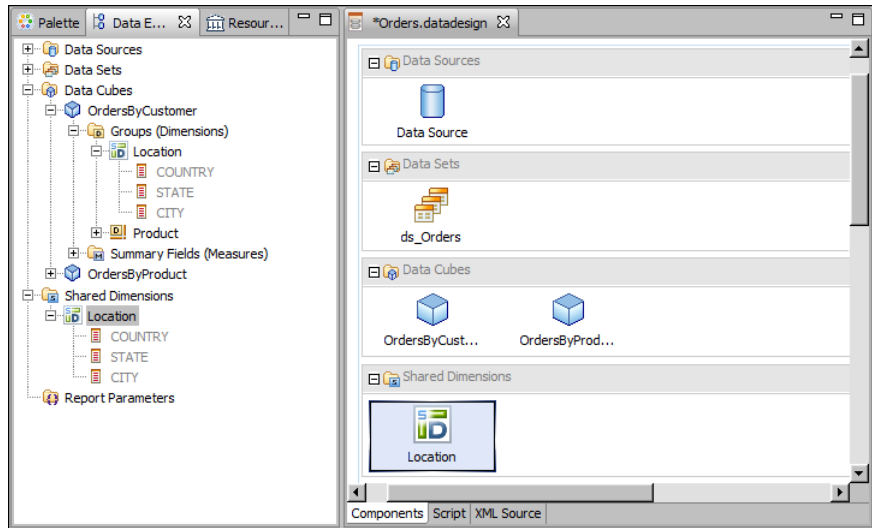 Palette
Data E...
Resour...
Data Sources
Data Sets
Data Cubes
OrdersByCustomer
Groups (Dimensions)
Location
COUNTRY
STATE
CITY
Product
Summary Fields (Measures)
OrdersByProduct
Shared Dimensions
Location
COUNTRY
STATE
CITY
Report Parameters
*Orders.datadesign
Data Sources
Data Source
Data Sets
ds_Orders
Data Cubes
OrdersByCust...
OrdersByProd...
Shared Dimensions
Location
Components Script XML Source